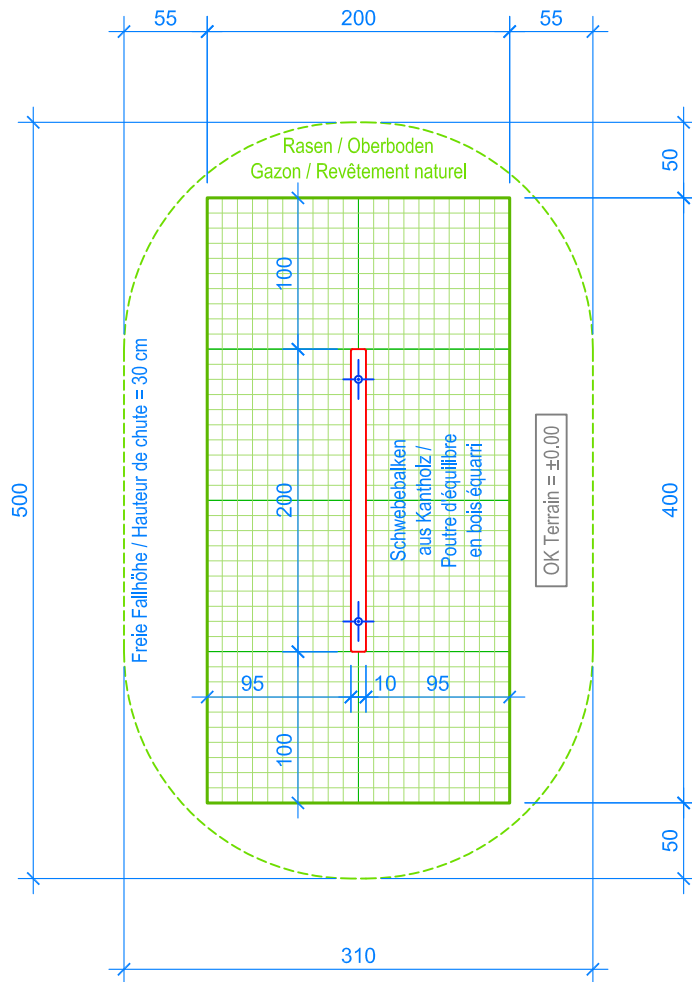 55
200
55
Rasen / Oberboden
Gazon / Revêtement naturel
50
100
Freie Fallhöhe / Hauteur de chute = 30 cm
500
200
Schwebebalken
aus Kantholz /
Poutre d'équilibre
en bois équarri
OK Terrain = ±0.00
400
95
10
95
100
50
310